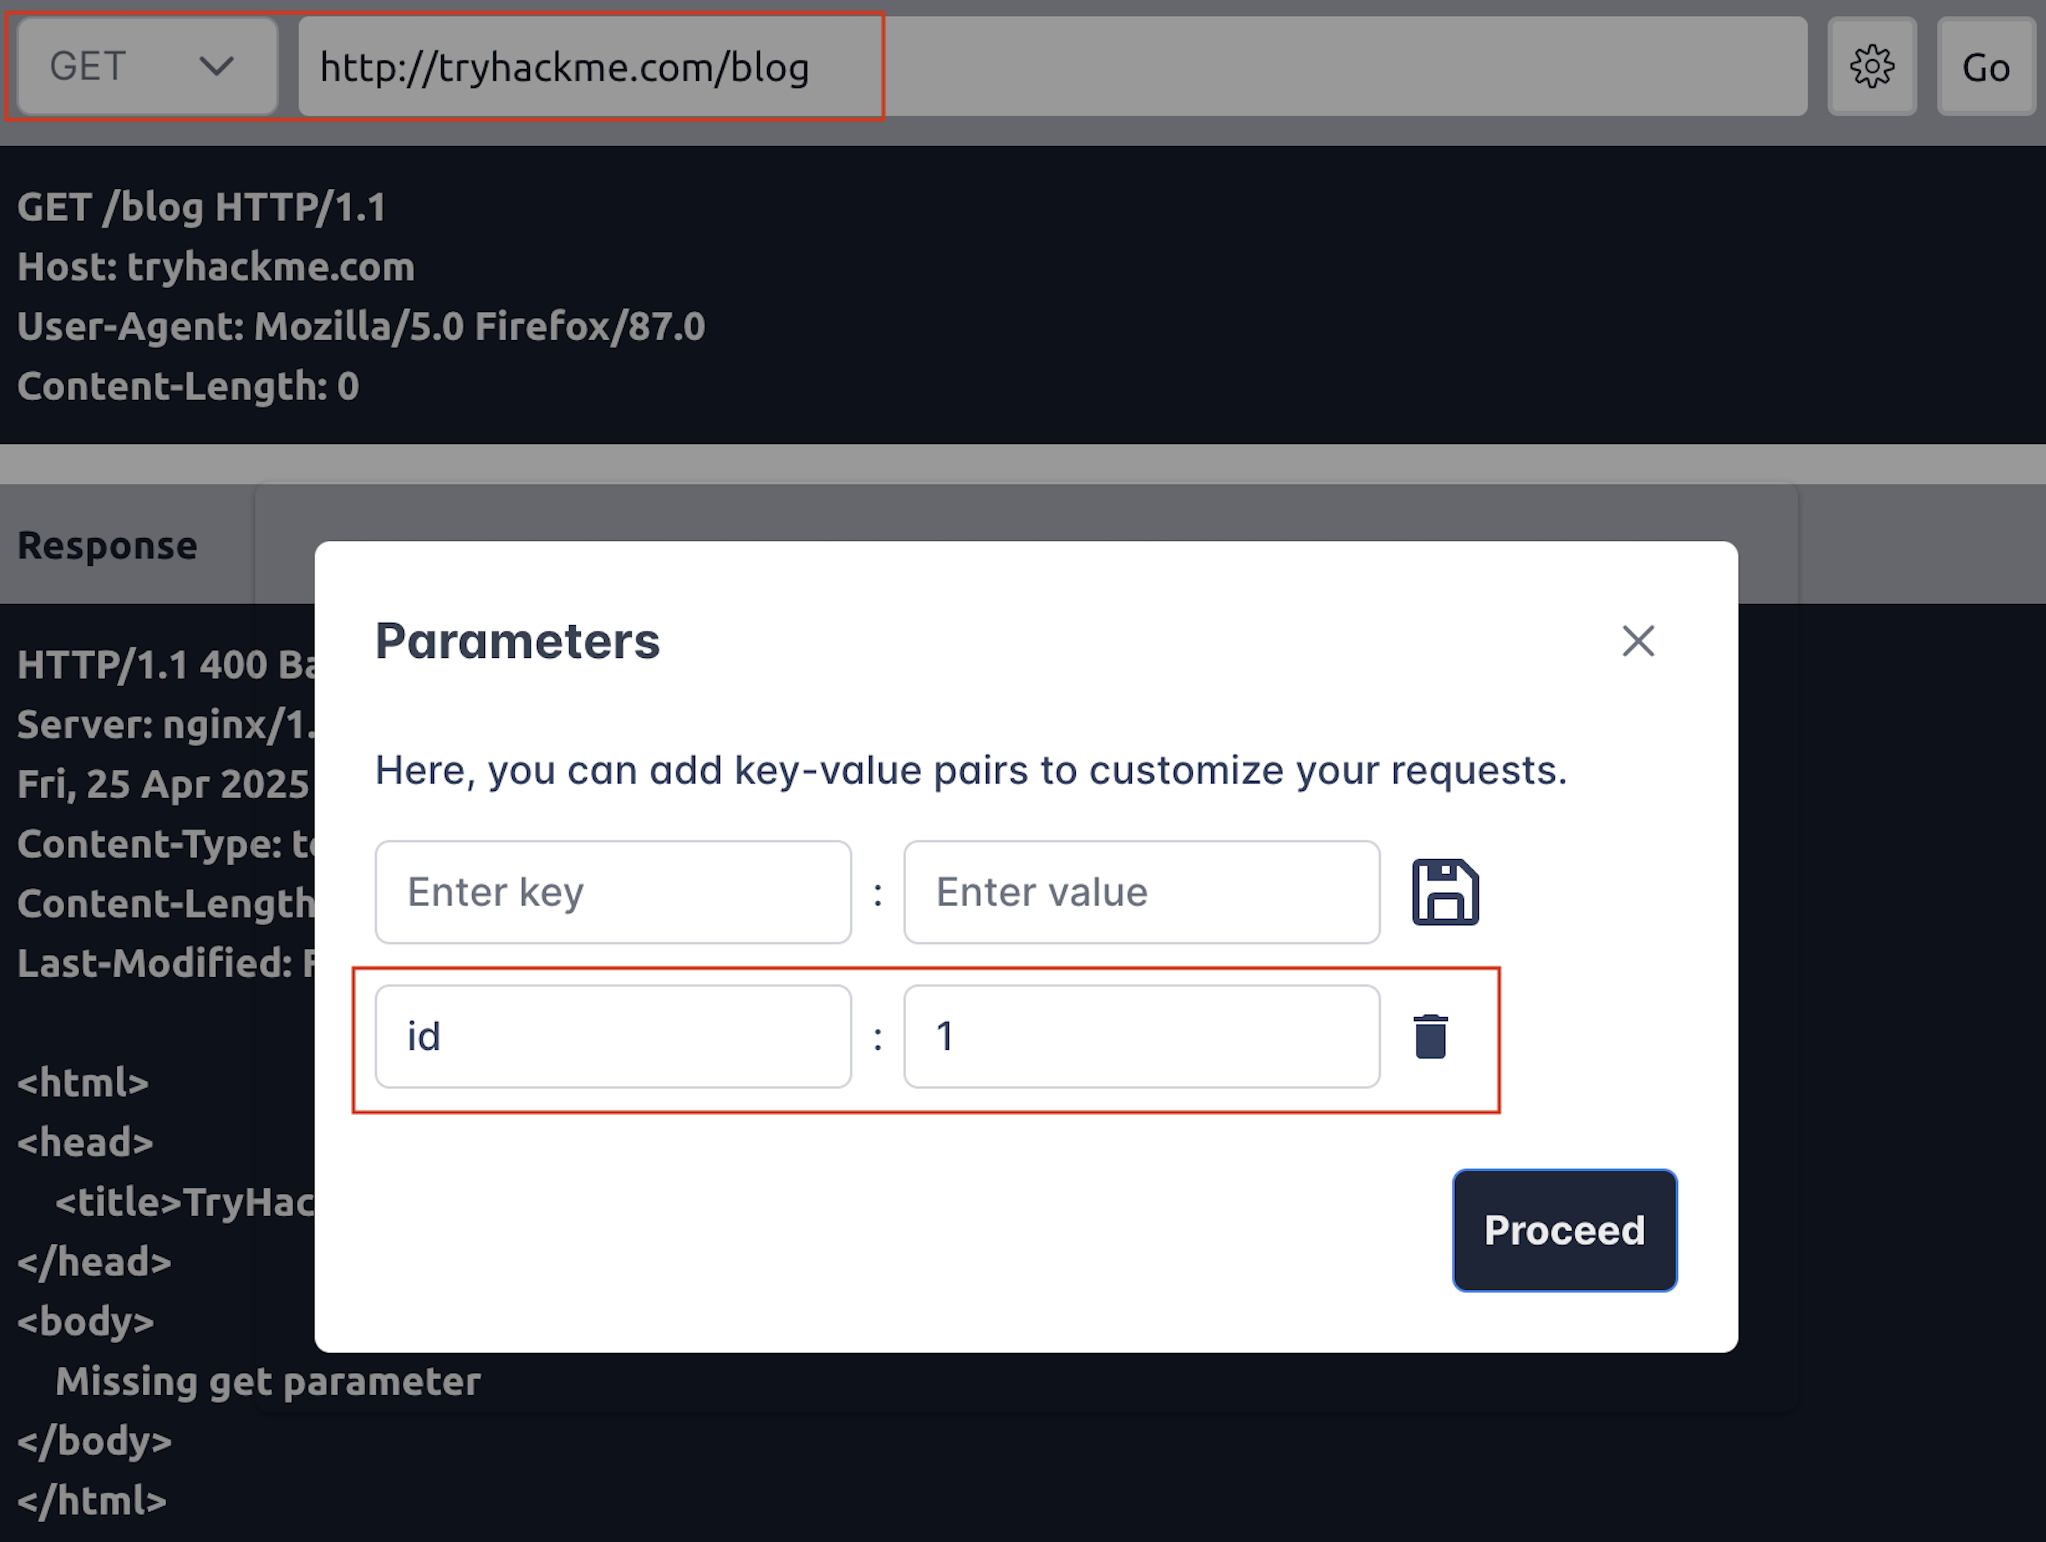 GET
http://tryhackme.com/blog
Go
GET /blog HTTP/1.1
Host: tryhackme.com
User-Agent: Mozilla/5.0 Firefox/87.0
Content-Length: 0
Response
HTTP/1.1 400 Ba
Server: nginx/1.
Fri, 25 Apr 2025
Content-Type: te
Content-Length
Last-Modified: F
<html>
<head>
<title>TryHac
</head>
<body>
Missing get parameter
</body>
</html>
Parameters
Here, you can add key-value pairs to customize your requests.
Enter key : Enter value
id : 1
Proceed